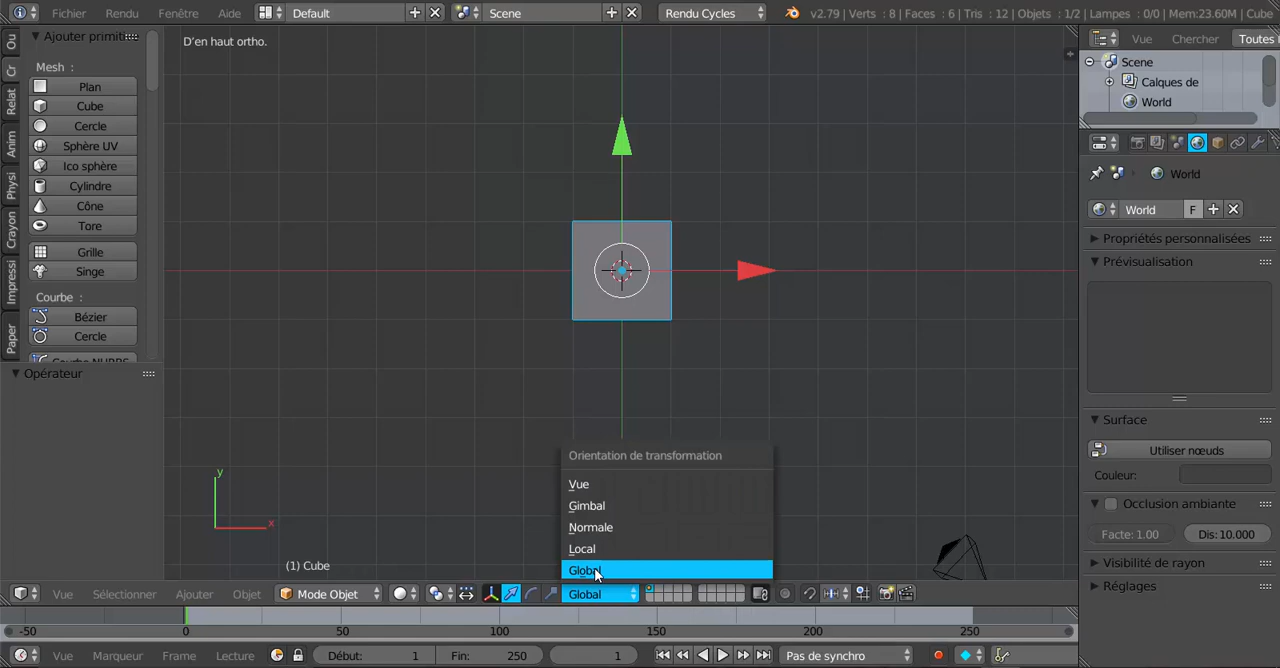 Fichier Rendu Fenêtre Aide Default Scene Rendu Cycles v2.79 | Verts : 8 | Faces : 6 | Tris : 12 | Objets : 1/2 | Lampes : 0/0 | Mem:23.60M | Cube
Ajouter primiti
Mesh :
Plan
Cube
Cercle
Sphère UV
Ico sphère
Cylindre
Cône
Tore
Grille
Singe
Courbe :
Bézier
Cercle
Opérateur
Ou
Cr
Relat
Anim
Physi
Crayon
Impressi
Paper
D'en haut ortho.
y
x
(1) Cube
Orientation de transformation
Vue
Gimbal
Normale
Local
Global
Vue Sélectionner Ajouter Objet Mode Objet Global
-50 0 50 100 150 200 250
Vue Marqueur Frame Lecture Début: 1 Fin: 250 1 Pas de synchro
Vue Chercher Toutes
Scene
Calques de
World
World
World F
Propriétés personnalisées
Prévisualisation
Surface
Utiliser nœuds
Couleur:
Occlusion ambiante
Facte: 1.00 Dis: 10.000
Visibilité de rayon
Réglages